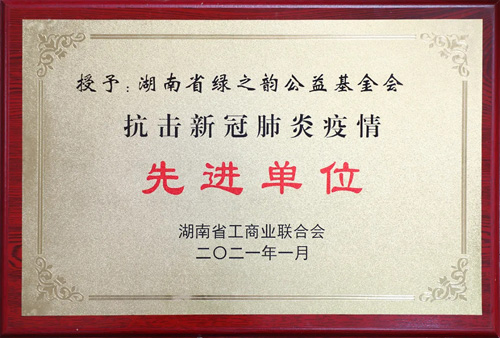 授予：湖南省绿之韵公益基金会
抗击新冠肺炎疫情
先进单位
湖南省工商业联合会
二〇二一年一月